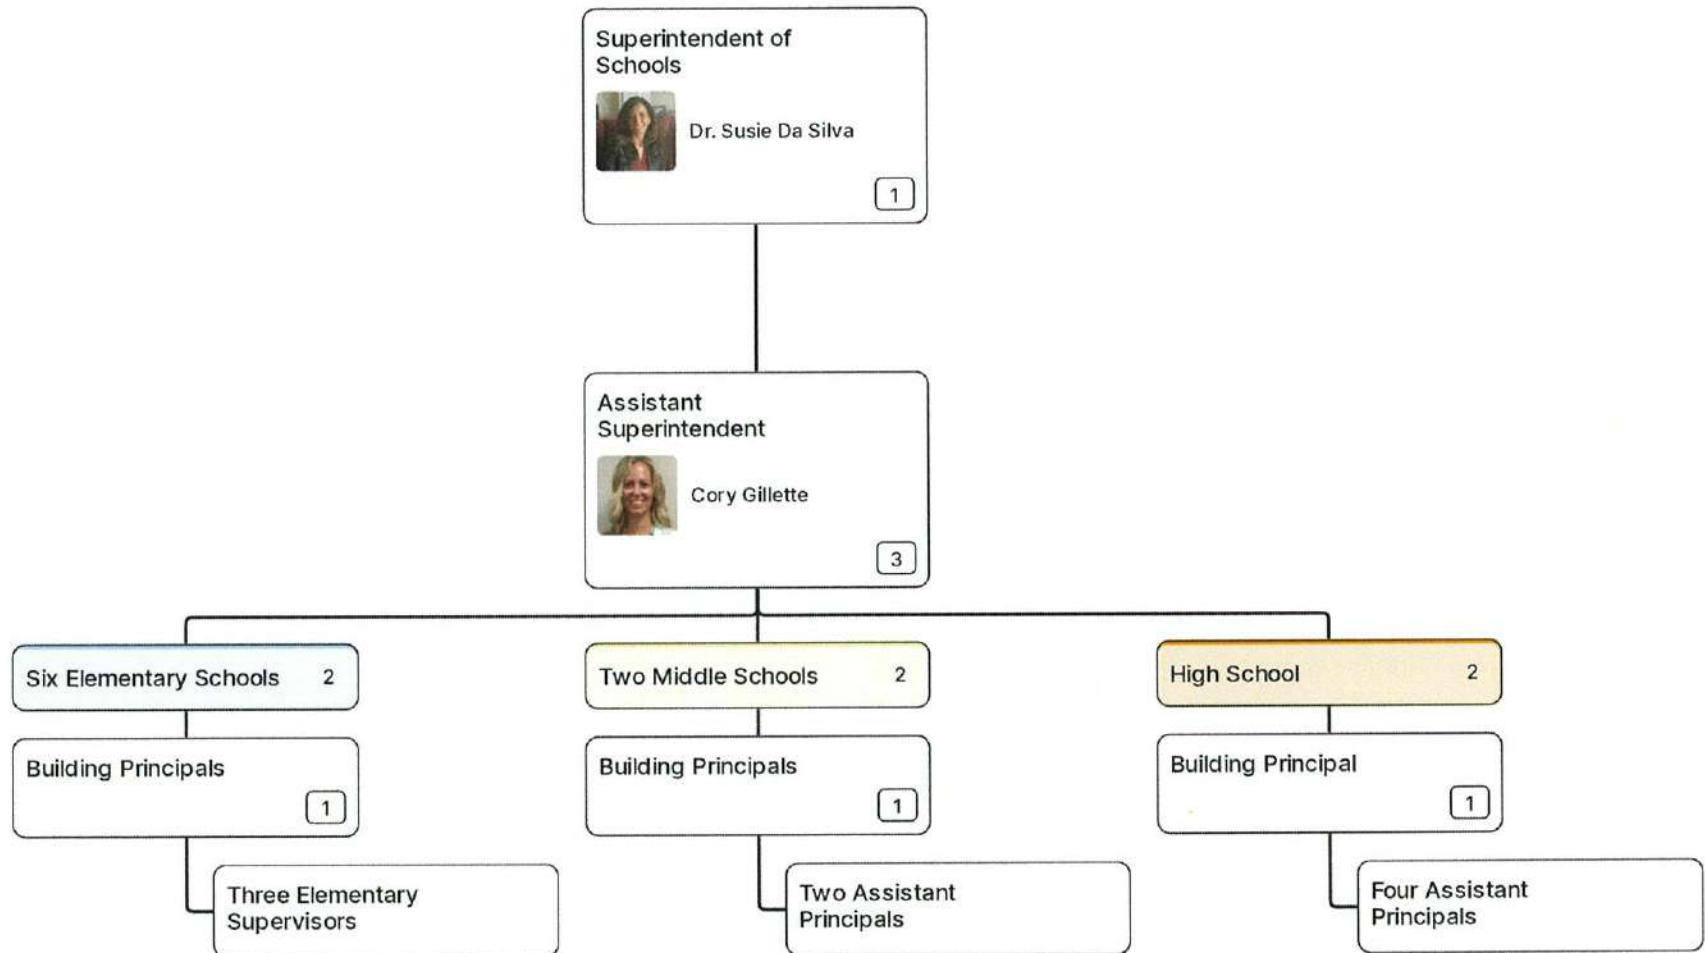 Superintendent of
Schools
Dr. Susie Da Silva
1
Assistant
Superintendent
Cory Gillette
3
Six Elementary Schools 2
Two Middle Schools 2
High School 2
Building Principals
1
Building Principals
1
Building Principal
1
Three Elementary
Supervisors
Two Assistant
Principals
Four Assistant
Principals